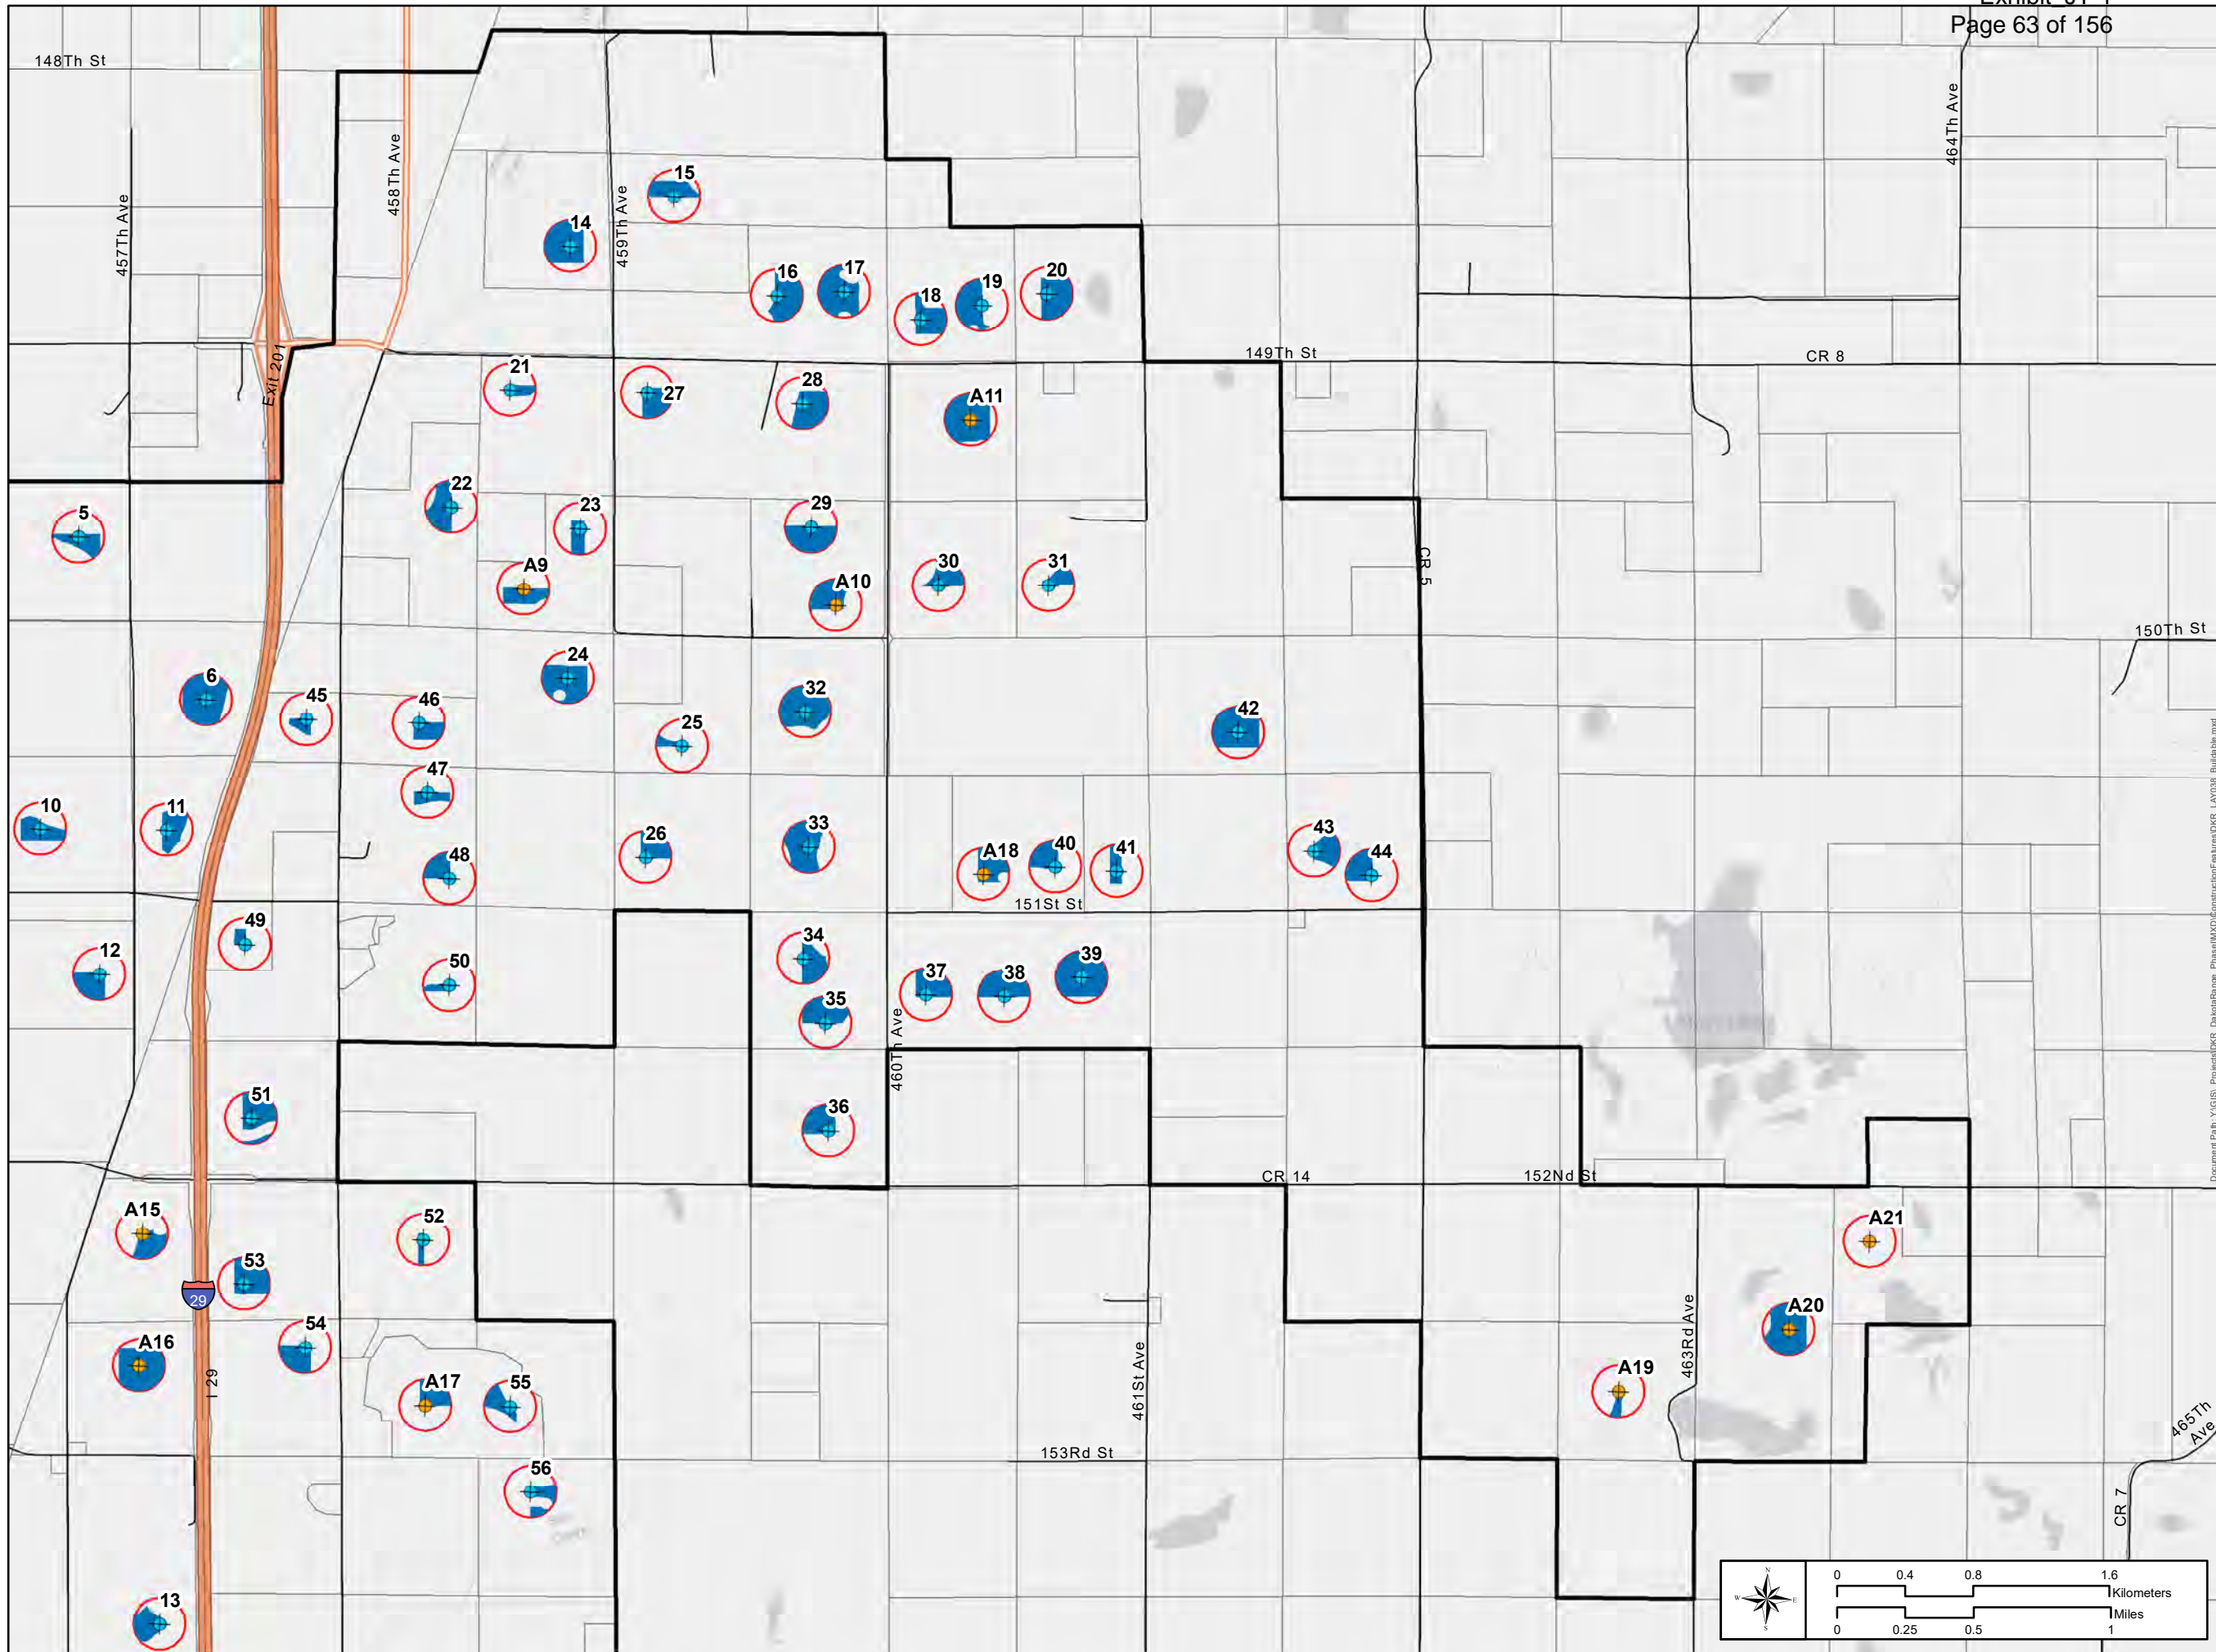 Page 63 of 156
148Th St
458Th Ave
464Th Ave
457Th Ave
459Th Ave
15
14
16
17
18
19
20
149Th St
CR 8
Exit 201
21
27
28
A11
22
23
29
5
A9
A10
30
31
CR 5
150Th St
6
45
46
24
25
32
42
47
10
11
26
33
43
44
48
A18
40
41
151St St
49
12
50
34
37
38
39
35
460Th Ave
51
36
CR 14
152Nd St
A15
52
A21
53
29
A20
54
463Rd Ave
A16
I 29
A17
55
461St Ave
A19
465Th
Ave
153Rd St
56
CR 7
13
N
W
E
S
0 0.4 0.8 1.6
Kilometers
Miles
0 0.25 0.5 1